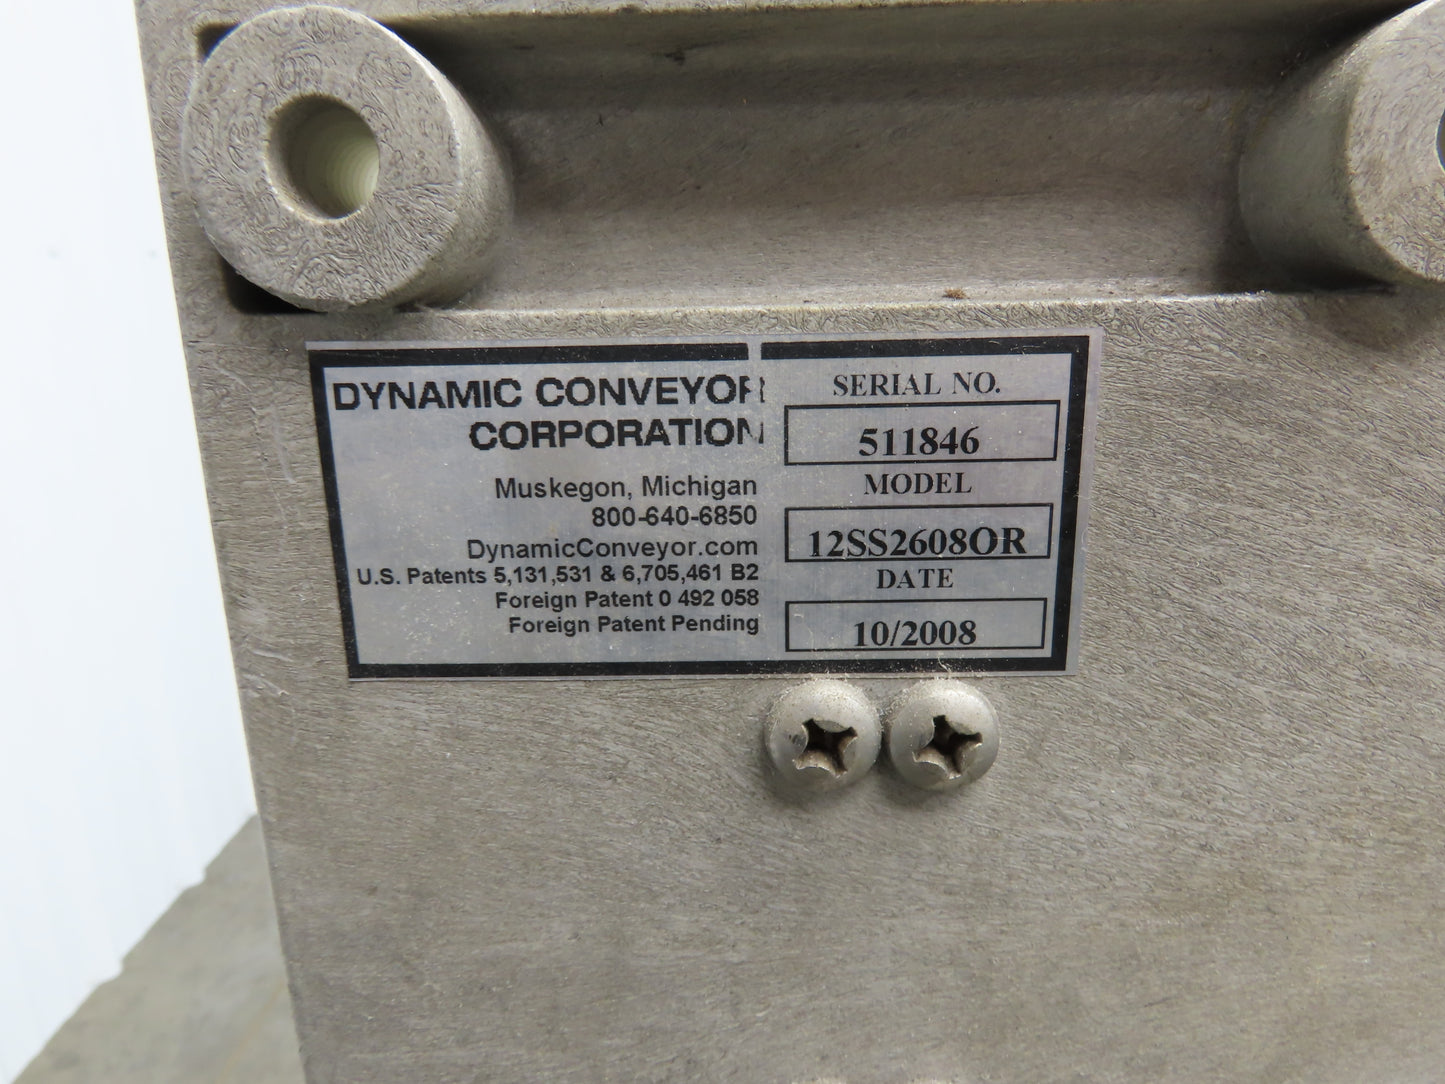 DYNAMIC CONVEYOR
CORPORATION
Muskegon, Michigan
800-640-6850
DynamicConveyor.com
U.S. Patents 5,131,531 & 6,705,461 B2
Foreign Patent 0 492 058
Foreign Patent Pending
SERIAL NO.
511846
MODEL
12SS2608OR
DATE
10/2008